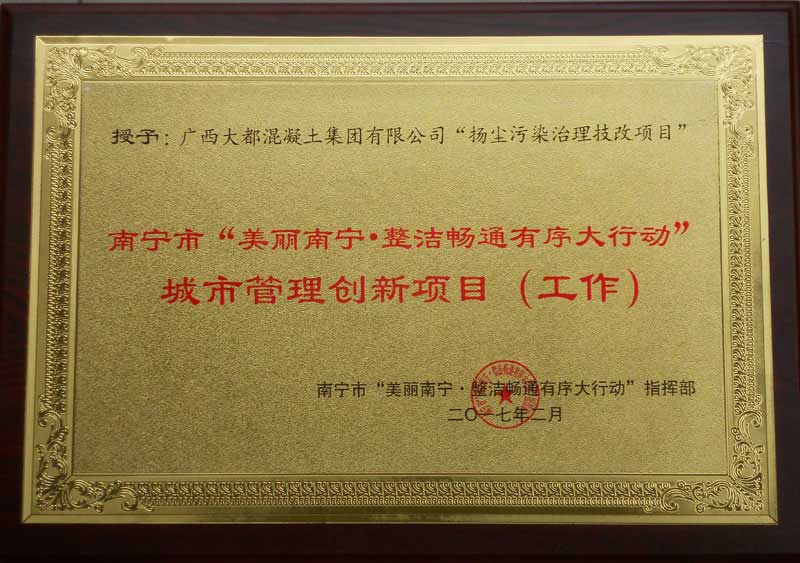 授予：广西大都混凝土集团有限公司“扬尘污染治理技改项目”
南宁市“美丽南宁·整洁畅通有序大行动”
城市管理创新项目（工作）
南宁市“美丽南宁·整洁畅通有序大行动”指挥部
二〇一七年二月